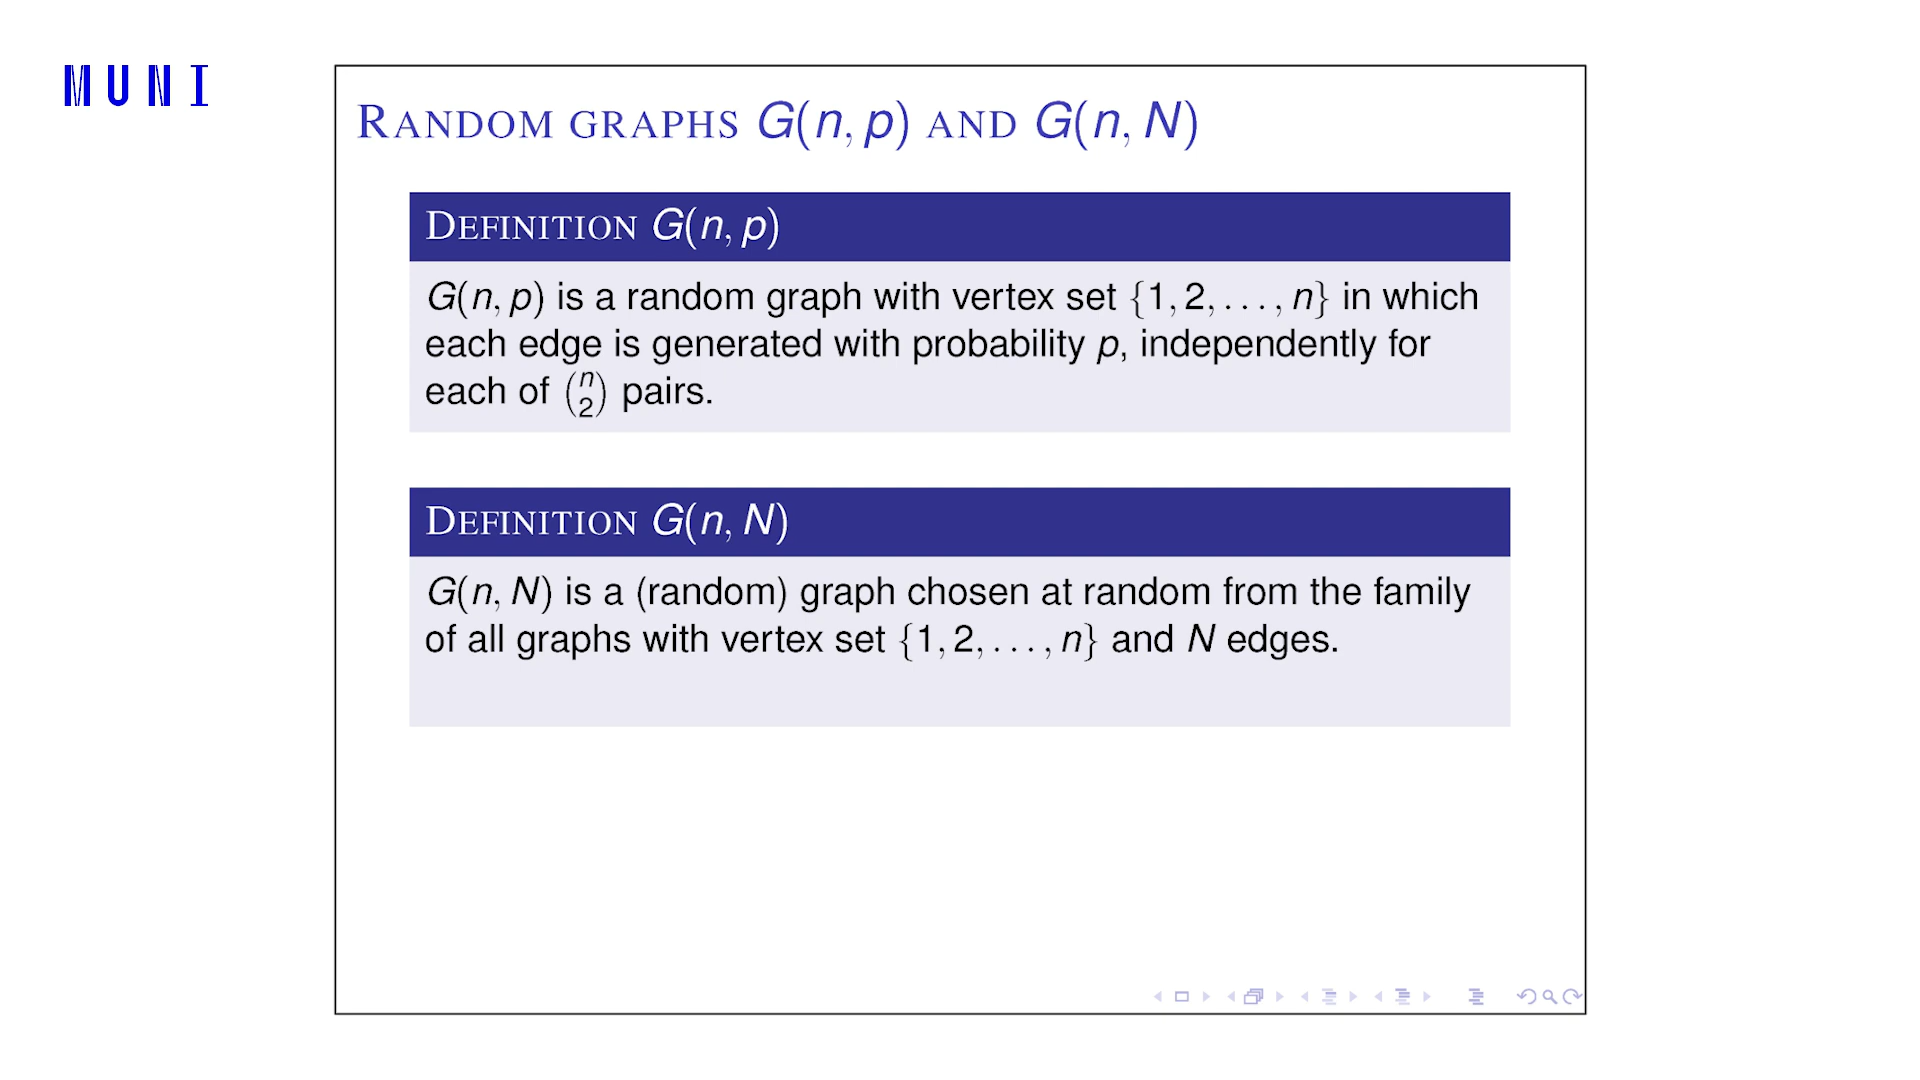 MUNI
RANDOM GRAPHS G(n, p) AND G(n, N)
DEFINITION G(n, p)
G(n, p) is a random graph with vertex set {1, 2, . . . , n} in which
each edge is generated with probability p, independently for
each of (n 2) pairs.
DEFINITION G(n, N)
G(n, N) is a (random) graph chosen at random from the family
of all graphs with vertex set {1, 2, . . . , n} and N edges.